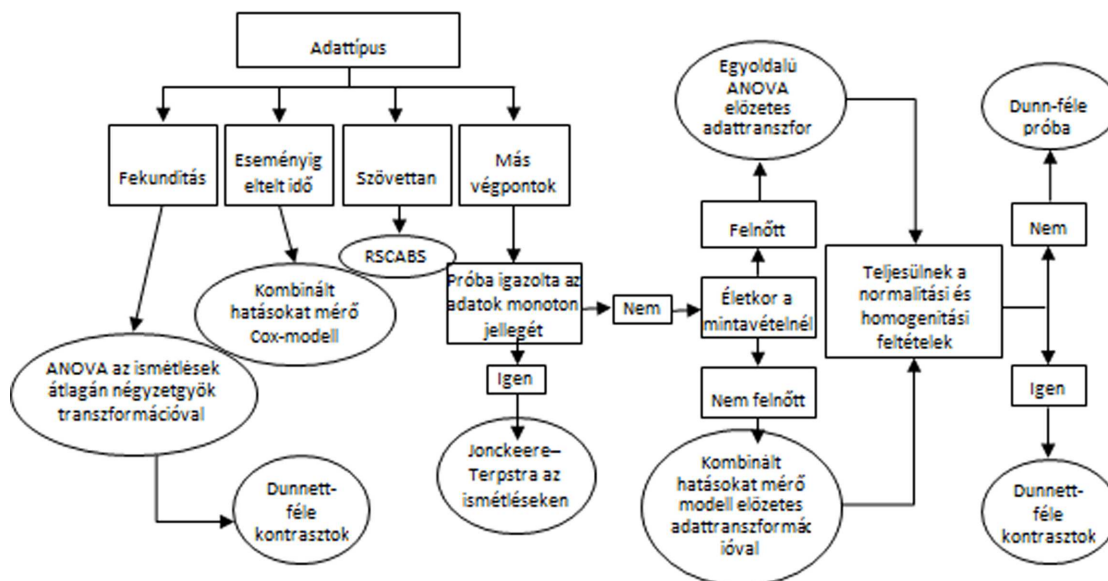 Adattípus
Fekunditás
Eseményig
eltelt idő
Szövettan
Más
végpontok
RSCABS
Kombinált
hatásokat mérő
Cox-modell
ANOVA az ismétlések
átlagán négyzetgyök
transzformációval
Dunnett-
féle
kontrasztok
Próba igazolta az
adatok monoton
jellegét
Igen
Jonckeere–
Terpstra az
ismétléseken
Nem
Életkor a
mintavételnél
Felnőtt
Egyoldalú
ANOVA
előzetes
adattranszfor
Nem felnőtt
Kombinált
hatásokat mérő
modell előzetes
adattranszformác
ióval
Teljesülnek a
normalitási és
homogenitási
feltételek
Nem
Dunn-féle
próba
Igen
Dunnett-
féle
kontrasztok